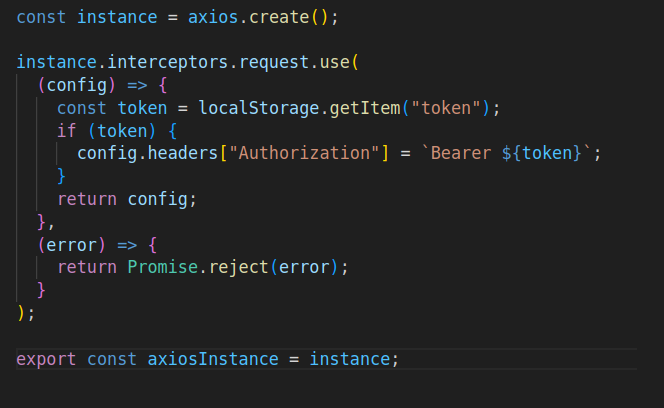 const instance = axios.create();
instance.interceptors.request.use(
(config) => {
const token = localStorage.getItem("token");
if (token) {
config.headers["Authorization"] = `Bearer ${token}`;
}
return config;
},
(error) => {
return Promise.reject(error);
}
);
export const axiosInstance = instance;